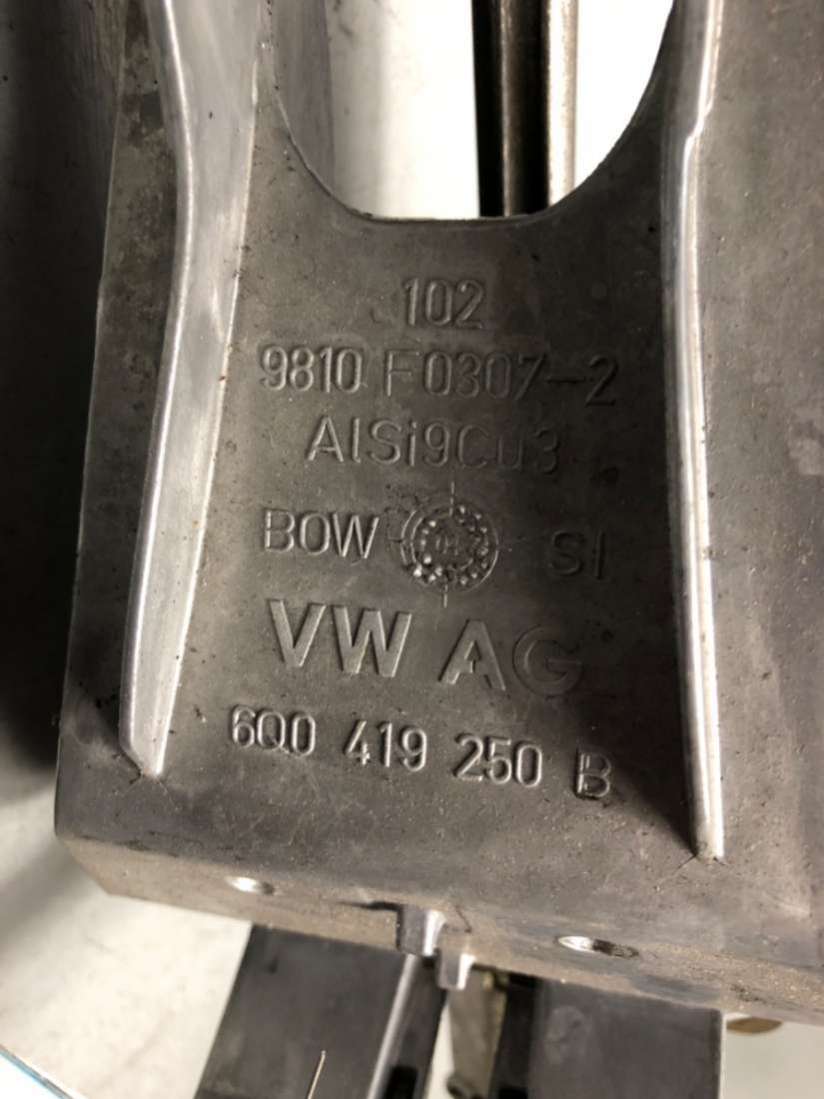 102
9810 F0307-2
AlSi9Cu3
BOW SI
VW AG
6Q0 419 250 B